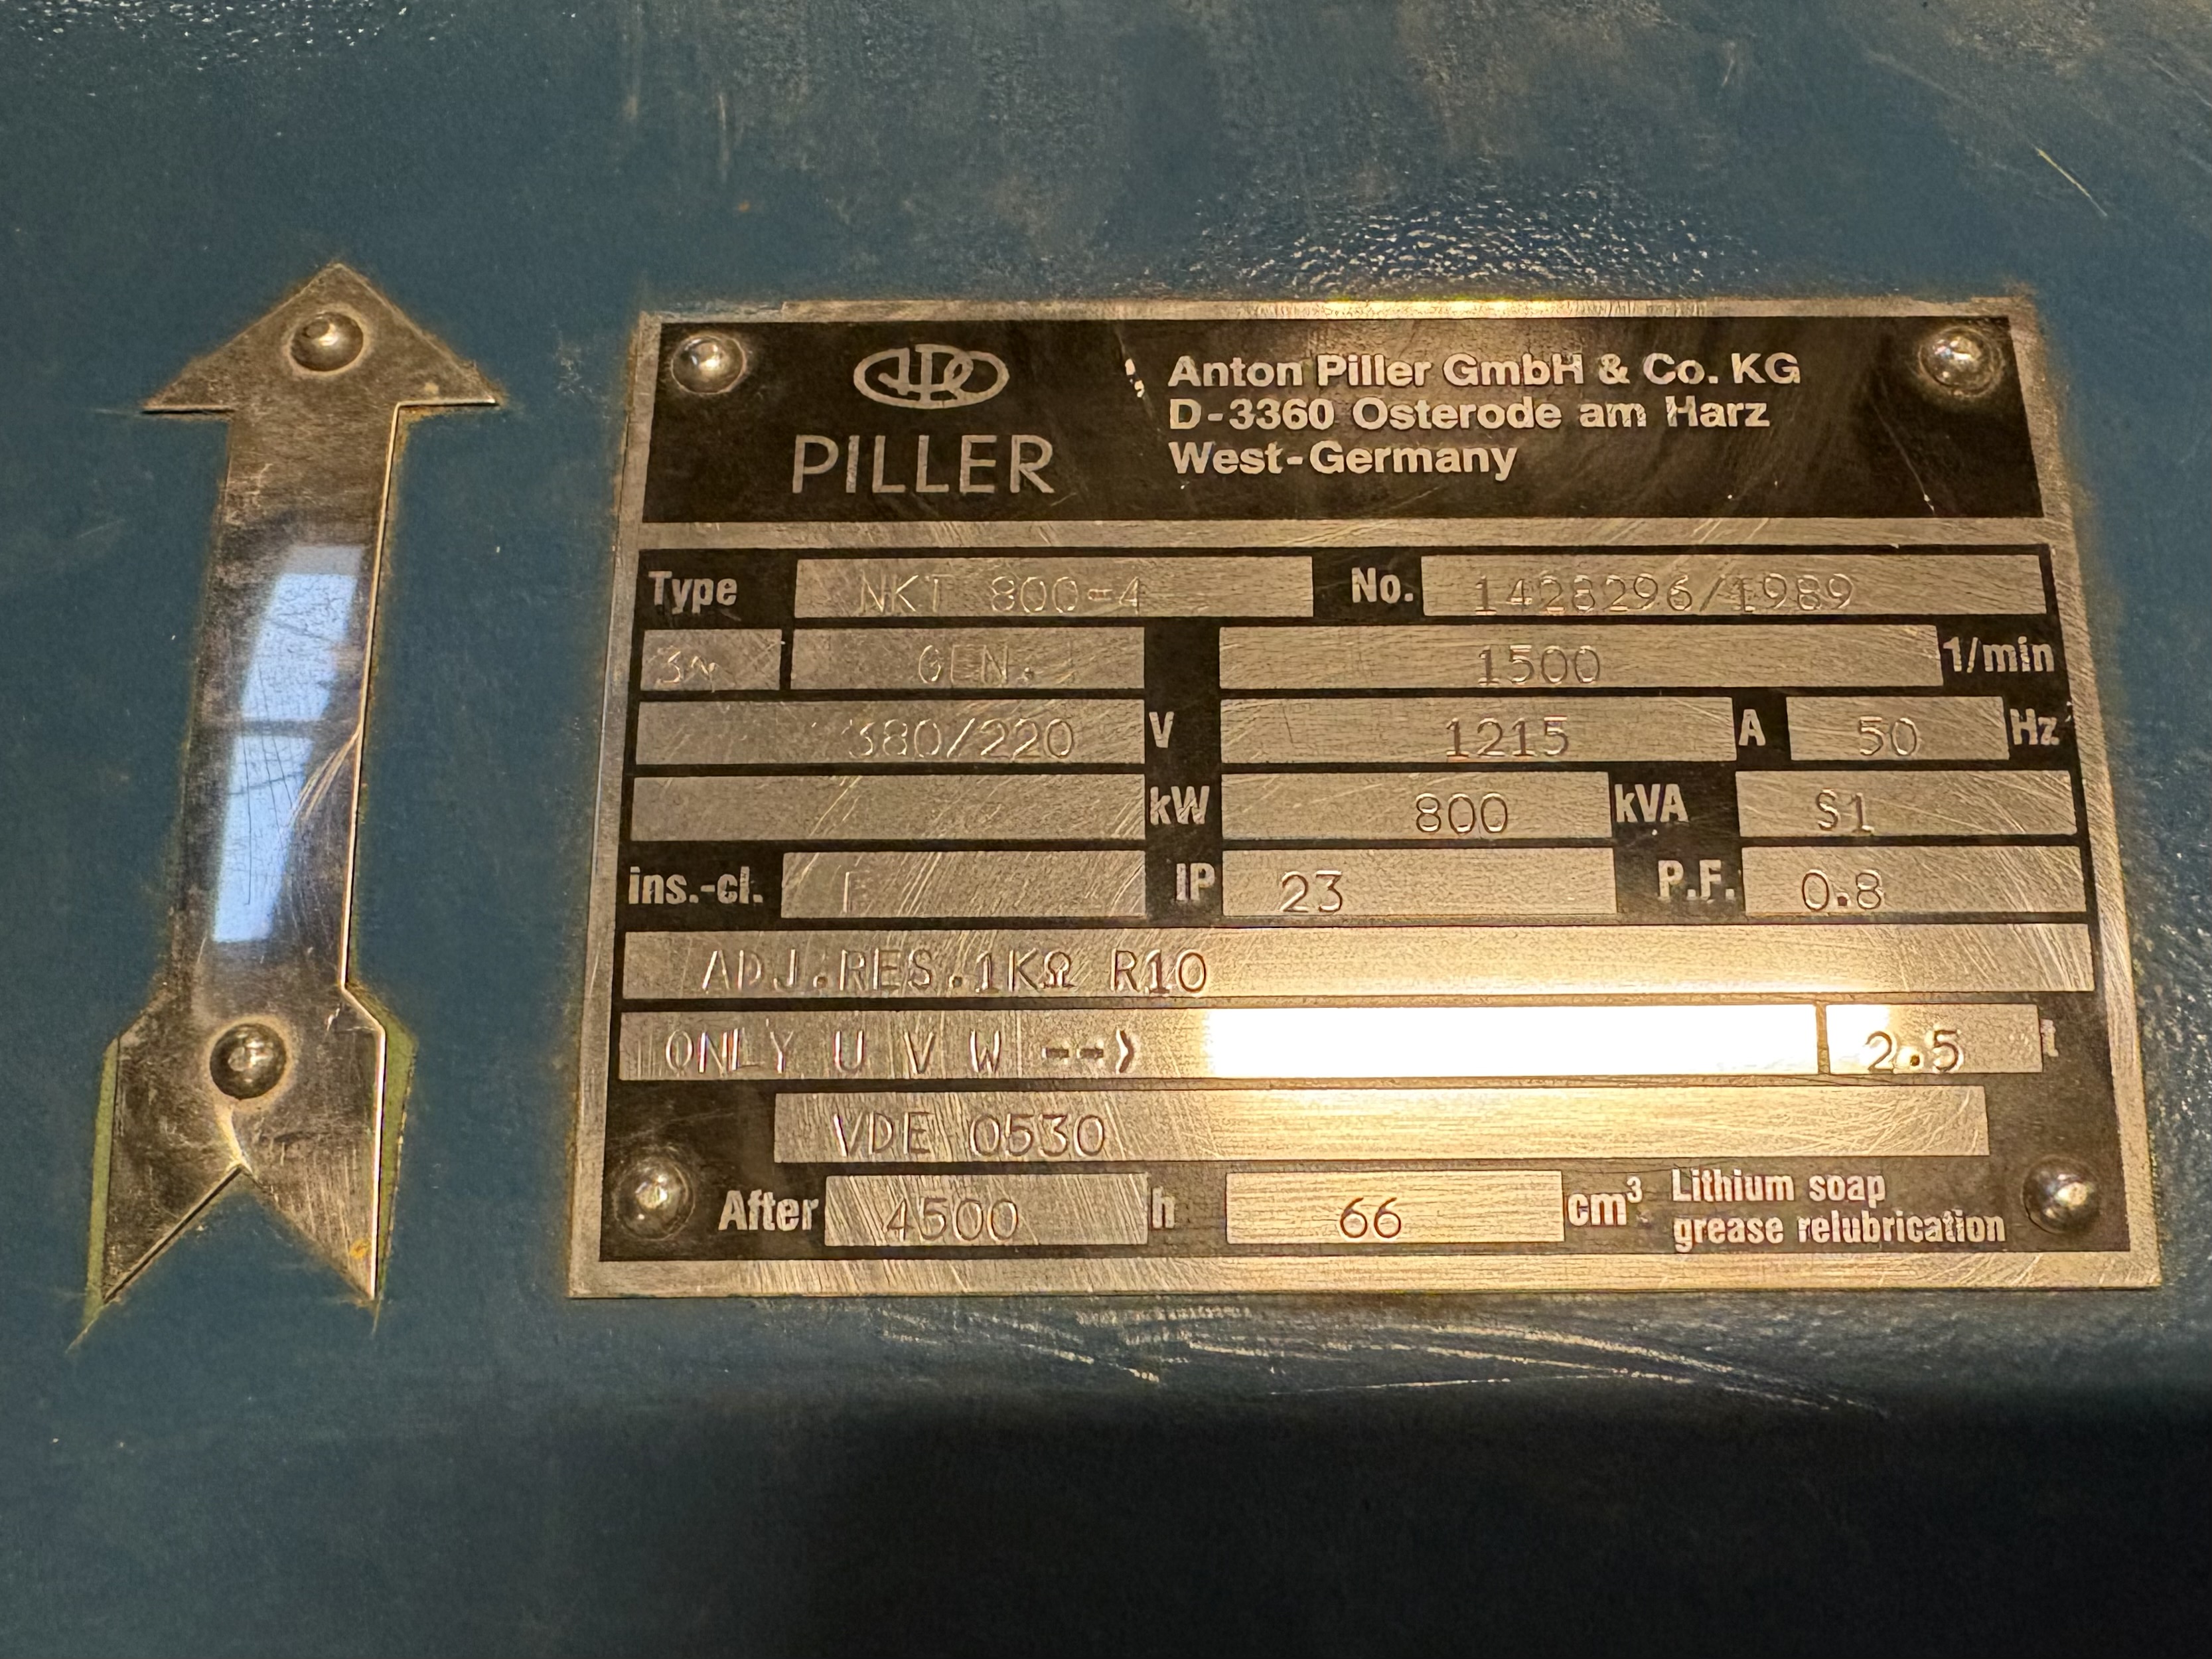 PILLER
Anton Piller GmbH & Co. KG
D-3360 Osterode am Harz
West-Germany
Type NKT 800-4 No. 1428296/1989
3~ GEN. 1500 1/min
380/220 V 1215 A 50 Hz
kW 800 kVA S1
ins.-cl. F IP 23 P.F. 0.8
ADJ.RES.1KΩ R10
ONLY U V W --> 2.5 t
VDE 0530
After 4500 h 66 cm³ Lithium soap
grease relubrication